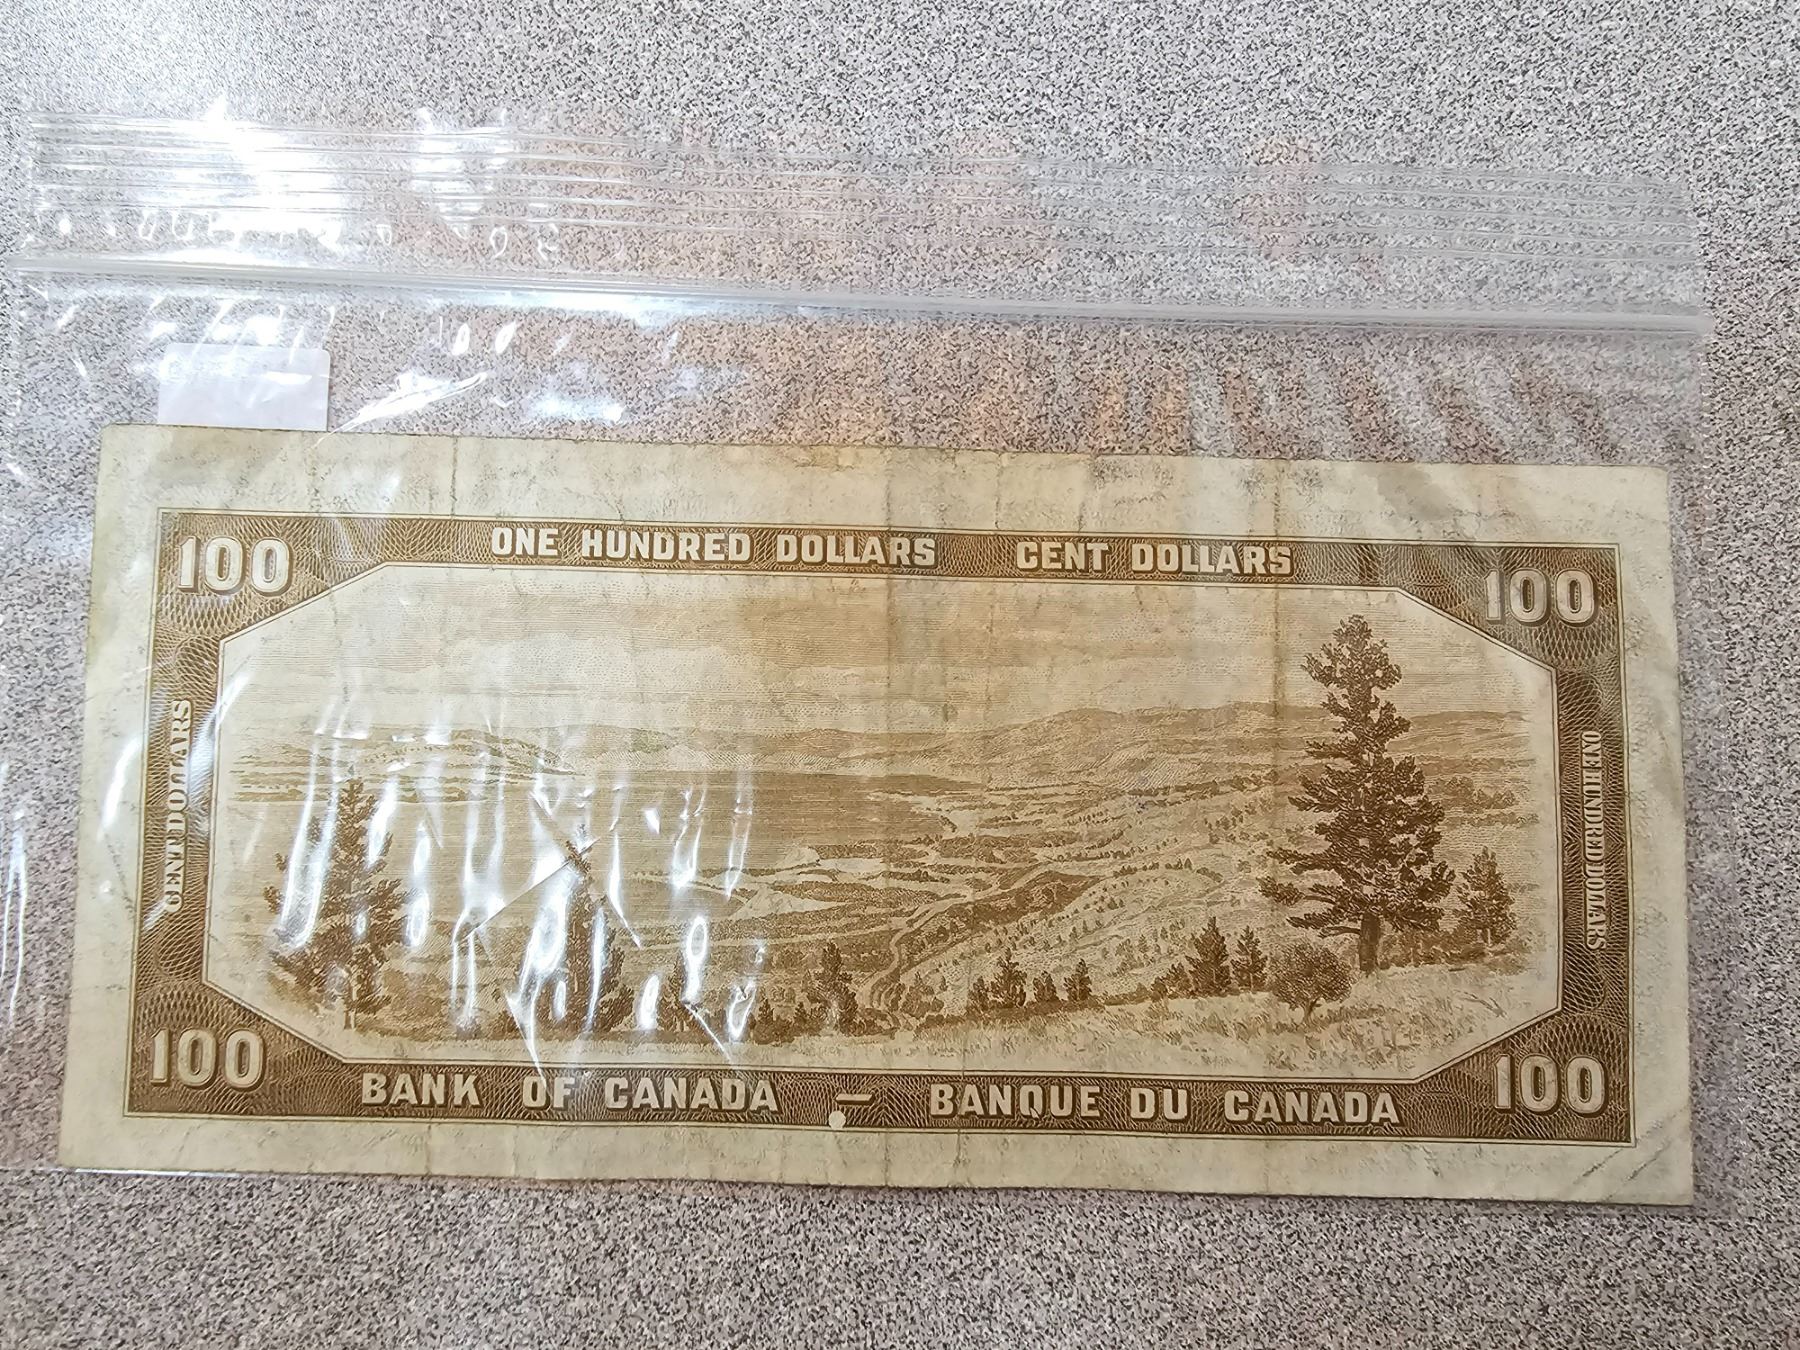 ONE HUNDRED DOLLARS CENT DOLLARS
100 100
CENT DOLLARS
ONE HUNDRED DOLLARS
100 100
BANK OF CANADA — BANQUE DU CANADA